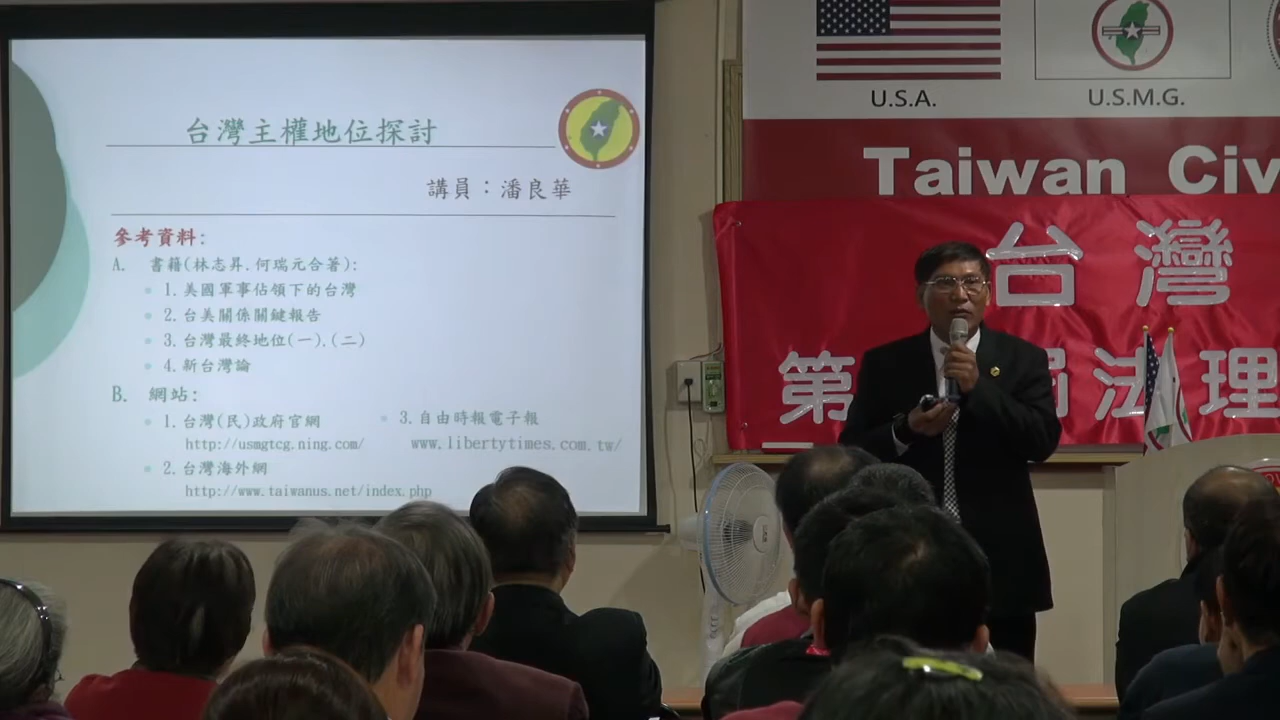 台灣主權地位探討
講員：潘良華
參考資料:
A. 書籍(林志昇.何瑞元合著):
1.美國軍事佔領下的台灣
2.台美關係關鍵報告
3.台灣最終地位(一).(二)
4.新台灣論
B. 網站:
1.台灣(民)政府官網
http://usmgtcg.ning.com/
3.自由時報電子報
www.libertytimes.com.tw/
2.台灣海外網
http://www.taiwanus.net/index.php
U.S.A.
U.S.M.G.
Taiwan Civ
台灣
第 屆法理